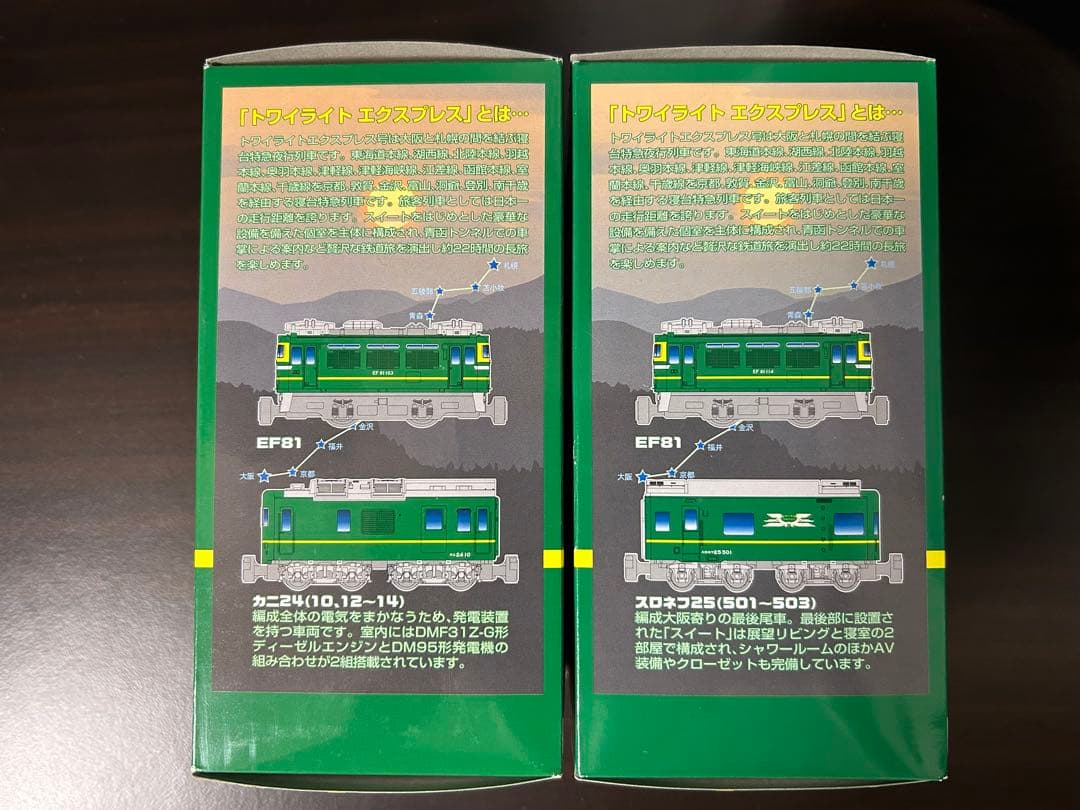 「トワイライト エクスプレス」とは…
トワイライトエクスプレス号は大阪と札幌の間を結ぶ寝
台特急夜行列車です。東海道本線、湖西線、北陸本線、羽越
本線、奥羽本線、津軽線、津軽海峡線、江差線、函館本線、室
蘭本線、千歳線を京都、敦賀、金沢、富山、洞爺、登別、南千歳
を経由する寝台特急列車です。旅客列車としては日本一
の走行距離を誇ります。スイートをはじめとした豪華な
設備を備えた個室を主体に構成され、青函トンネルでの車
掌による案内など贅沢な鉄道旅を演出し約22時間の長旅
を楽しめます。
札幌
五稜郭
苫小牧
青森
EF 81 103
EF81
金沢
福井
京都
大阪
カニ24 10
カニ24(10、12〜14)
編成全体の電気をまかなうため、発電装置
を持つ車両です。室内にはDMF31Z-G形
ディーゼルエンジンとDM95形発電機の
組み合わせが2組搭載されています。
「トワイライト エクスプレス」とは…
トワイライトエクスプレス号は大阪と札幌の間を結ぶ寝
台特急夜行列車です。東海道本線、湖西線、北陸本線、羽越
本線、奥羽本線、津軽線、津軽海峡線、江差線、函館本線、室
蘭本線、千歳線を京都、敦賀、金沢、富山、洞爺、登別、南千歳
を経由する寝台特急列車です。旅客列車としては日本一
の走行距離を誇ります。スイートをはじめとした豪華な
設備を備えた個室を主体に構成され、青函トンネルでの車
掌による案内など贅沢な鉄道旅を演出し約22時間の長旅
を楽しめます。
札幌
五稜郭
苫小牧
青森
EF 81 114
EF81
金沢
福井
京都
大阪
スロネフ25 501
スロネフ25(501〜503)
編成大阪寄りの最後尾車。最後部に設置さ
れた「スイート」は展望リビングと寝室の2
部屋で構成され、シャワールームのほかAV
装備やクローゼットも完備しています。